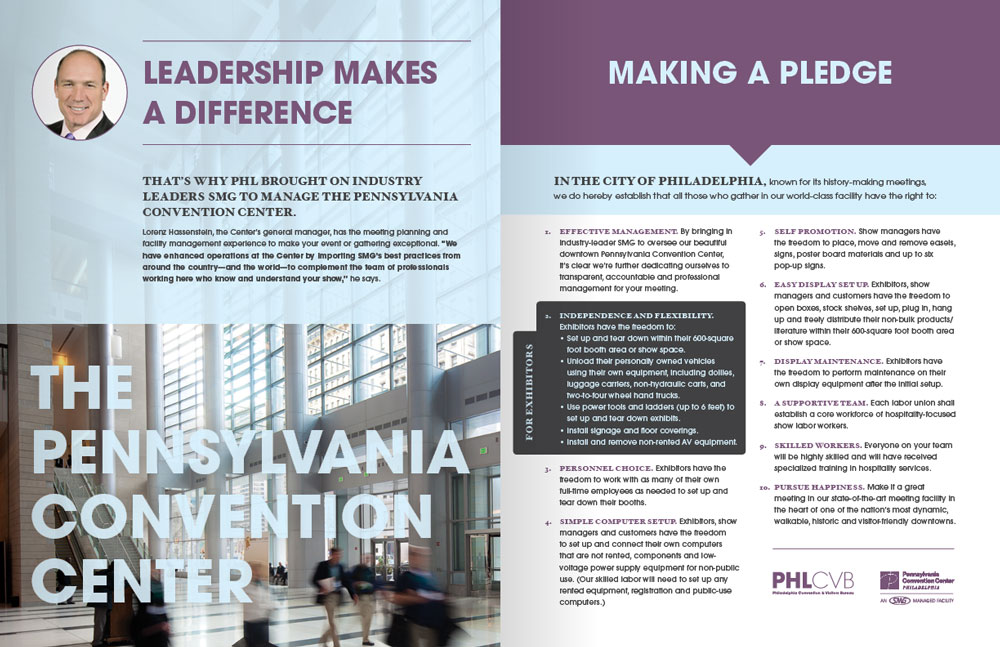 LEADERSHIP MAKES
A DIFFERENCE
THAT'S WHY PHL BROUGHT ON INDUSTRY
LEADERS SMG TO MANAGE THE PENNSYLVANIA
CONVENTION CENTER.
Lorenz Hassenstein, the Center's general manager, has the meeting planning and
facility management experience to make your event or gathering exceptional. "We
have enhanced operations at the Center by importing SMG's best practices from
around the country—and the world—to complement the team of professionals
working here who know and understand your show," he says.
THE
PENNSYLVANIA
CONVENTION
CENTER
MAKING A PLEDGE
IN THE CITY OF PHILADELPHIA, known for its history-making meetings,
we do hereby establish that all those who gather in our world-class facility have the right to:
1. EFFECTIVE MANAGEMENT. By bringing in
industry-leader SMG to oversee our beautiful
downtown Pennsylvania Convention Center,
it's clear we're further dedicating ourselves to
transparent, accountable and professional
management for your meeting.
FOR EXHIBITORS
2. INDEPENDENCE AND FLEXIBILITY.
Exhibitors have the freedom to:
• Set up and tear down within their 600-square
foot booth area or show space.
• Unload their personally owned vehicles
using their own equipment, including dollies,
luggage carriers, non-hydraulic carts, and
two-to-four wheel hand trucks.
• Use power tools and ladders (up to 6 feet) to
set up and tear down exhibits.
• Install signage and floor coverings.
• Install and remove non-rented AV equipment.
3. PERSONNEL CHOICE. Exhibitors have the
freedom to work with as many of their own
full-time employees as needed to set up and
tear down their booths.
4. SIMPLE COMPUTER SETUP. Exhibitors, show
managers and customers have the freedom
to set up and connect their own computers
that are not rented, components and low-
voltage power supply equipment for non-public
use. (Our skilled labor will need to set up any
rented equipment, registration and public-use
computers.)
5. SELF PROMOTION. Show managers have
the freedom to place, move and remove easels,
signs, poster board materials and up to six
pop-up signs.
6. EASY DISPLAY SET UP. Exhibitors, show
managers and customers have the freedom to
open boxes, stock shelves, set up, plug in, hang
up and freely distribute their non-bulk products/
literature within their 600-square foot booth area
or show space.
7. DISPLAY MAINTENANCE. Exhibitors have
the freedom to perform maintenance on their
own display equipment after the initial setup.
8. A SUPPORTIVE TEAM. Each labor union shall
establish a core workforce of hospitality-focused
show labor workers.
9. SKILLED WORKERS. Everyone on your team
will be highly skilled and will have received
specialized training in hospitality services.
10. PURSUE HAPPINESS. Make it a great
meeting in our state-of-the-art meeting facility in
the heart of one of the nation's most dynamic,
walkable, historic and visitor-friendly downtowns.
PHLCVB
Philadelphia Convention & Visitors Bureau
Pennsylvania
Convention Center
PHILADELPHIA
AN SMG MANAGED FACILITY